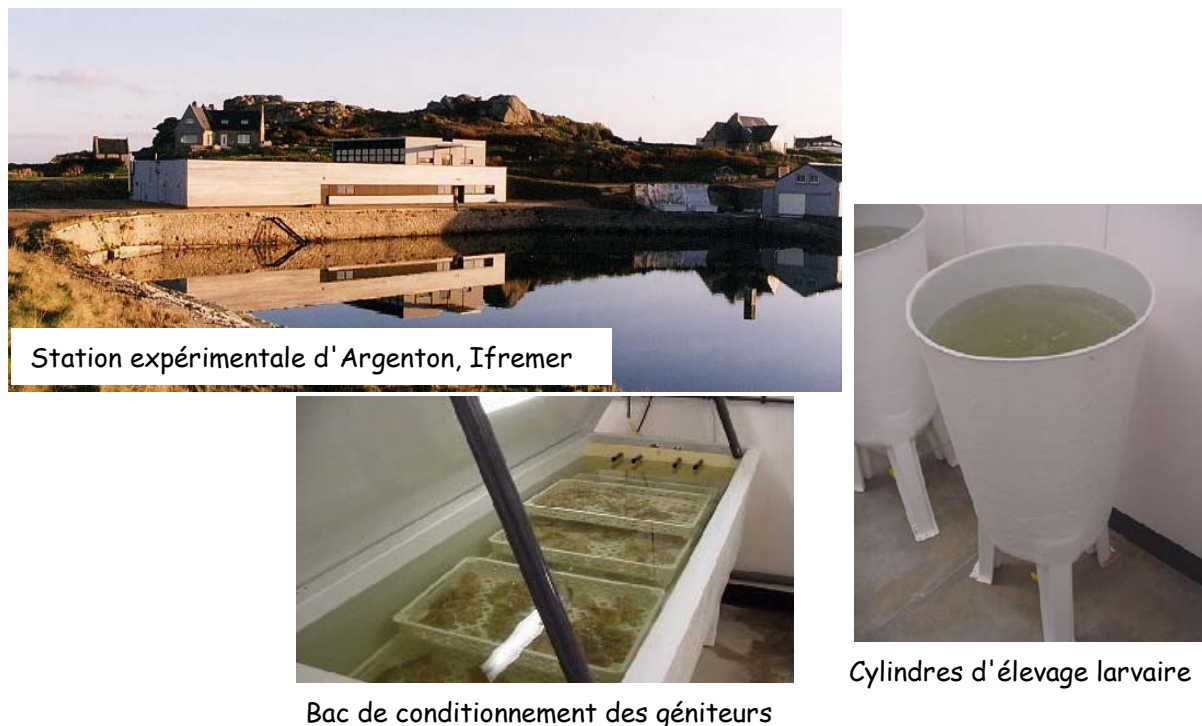 Station expérimentale d'Argenton, Ifremer
Cylindres d'élevage larvaire
Bac de conditionnement des géniteurs